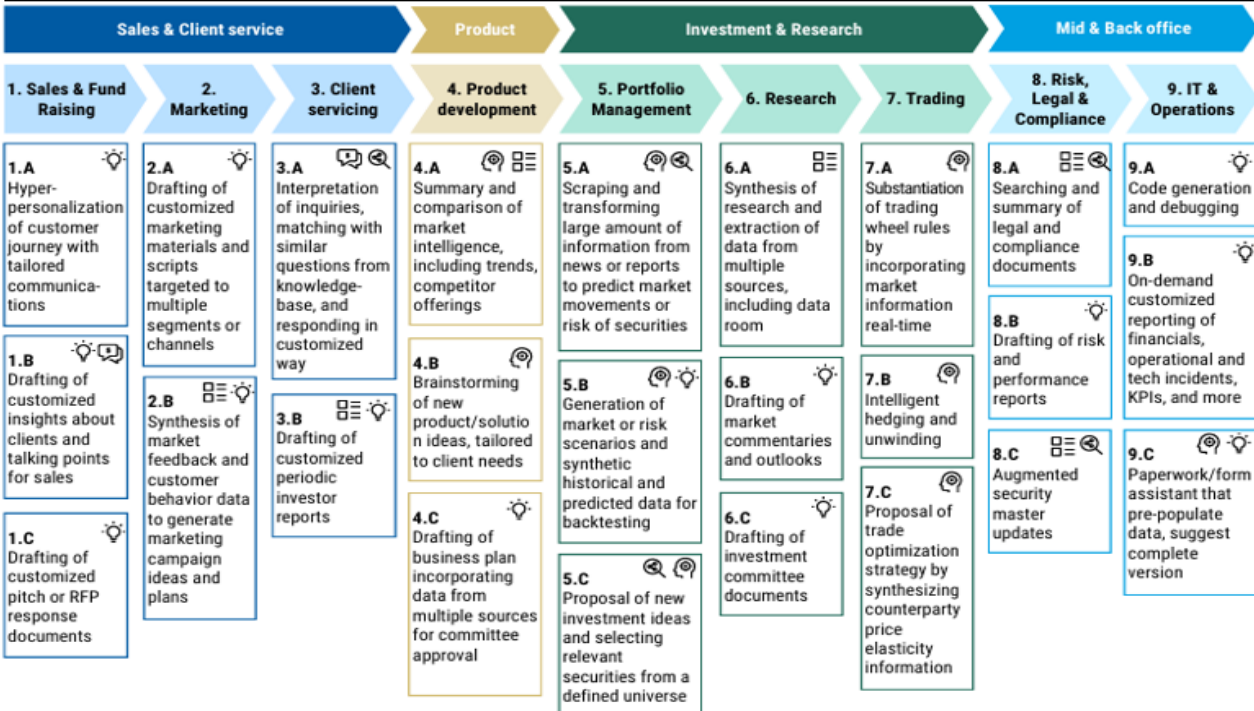 Sales & Client service
Product
Investment & Research
Mid & Back office
1. Sales & Fund
Raising
2.
Marketing
3. Client
servicing
4. Product
development
5. Portfolio
Management
6. Research
7. Trading
8. Risk,
Legal &
Compliance
9. IT &
Operations
1.A
Hyper-
personalization
of customer
journey with
tailored
communica-
tions
1.B
Drafting of
customized
insights about
clients and
talking points
for sales
1.C
Drafting of
customized
pitch or RFP
response
documents
2.A
Drafting of
customized
marketing
materials and
scripts
targeted to
multiple
segments or
channels
2.B
Synthesis of
market
feedback and
customer
behavior data
to generate
marketing
campaign
ideas and
plans
3.A
Interpretation
of inquiries,
matching with
similar
questions from
knowledge-
base, and
responding in
customized
way
3.B
Drafting of
customized
periodic
investor
reports
4.A
Summary and
comparison of
market
intelligence,
including trends,
competitor
offerings
4.B
Brainstorming
of new
product/solutio
n ideas, tailored
to client needs
4.C
Drafting of
business plan
incorporating
data from
multiple sources
for committee
approval
5.A
Scraping and
transforming
large amount of
information from
news or reports
to predict market
movements or
risk of securities
5.B
Generation of
market or risk
scenarios and
synthetic
historical and
predicted data for
backtesting
5.C
Proposal of new
investment ideas
and selecting
relevant
securities from a
defined universe
6.A
Synthesis of
research and
extraction of
data from
multiple
sources,
including data
room
6.B
Drafting of
market
commentaries
and outlooks
6.C
Drafting of
investment
committee
documents
7.A
Substantiation
of trading
wheel rules
by
incorporating
market
information
real-time
7.B
Intelligent
hedging and
unwinding
7.C
Proposal of
trade
optimization
strategy by
synthesizing
counterparty
price
elasticity
information
8.A
Searching and
summary of
legal and
compliance
documents
8.B
Drafting of risk
and
performance
reports
8.C
Augmented
security
master
updates
9.A
Code generation
and debugging
9.B
On-demand
customized
reporting of
financials,
operational and
tech incidents,
KPIs, and more
9.C
Paperwork/form
assistant that
pre-populate
data, suggest
complete
version